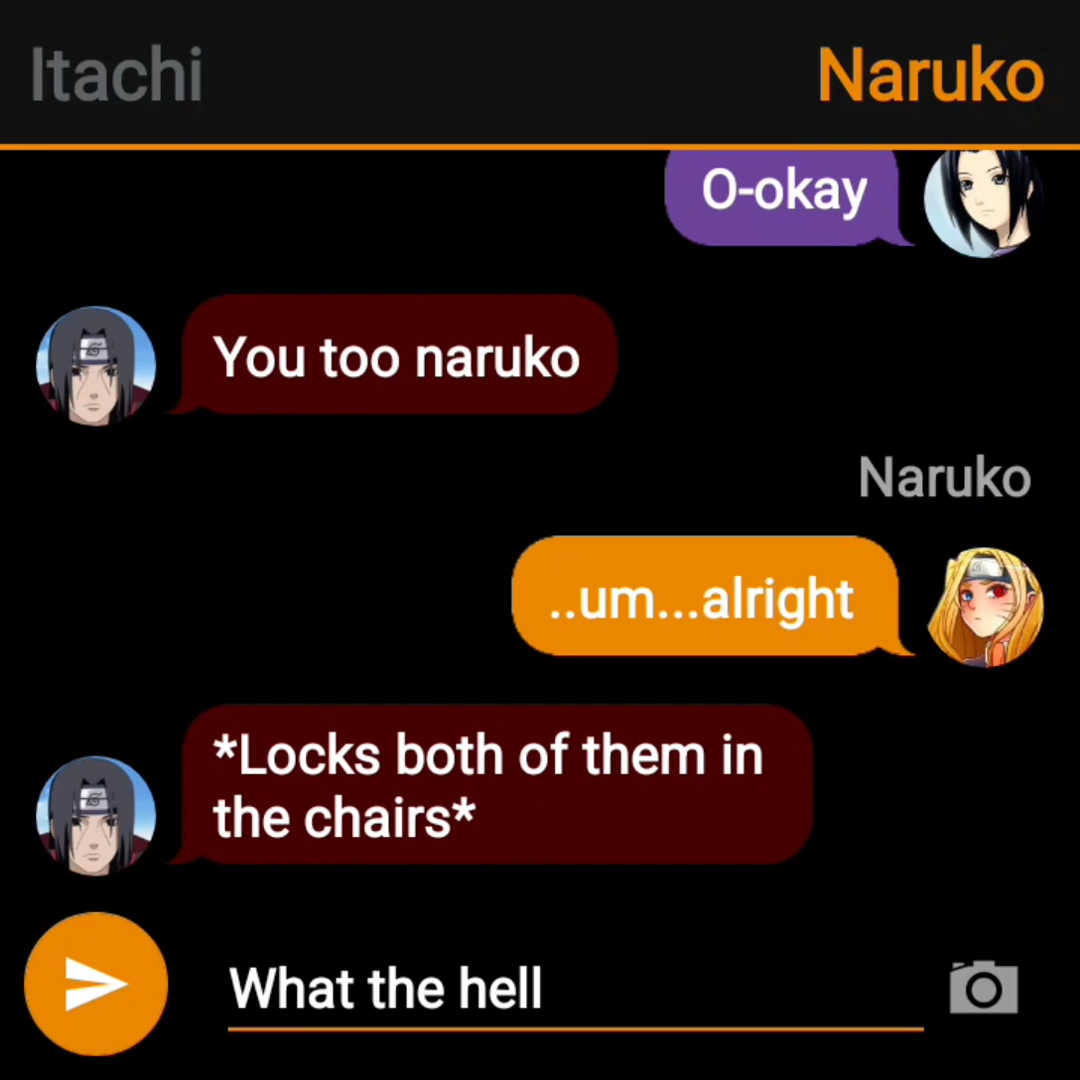 Itachi
Naruko
O-okay
You too naruko
Naruko
..um...alright
*Locks both of them in
the chairs*
What the hell